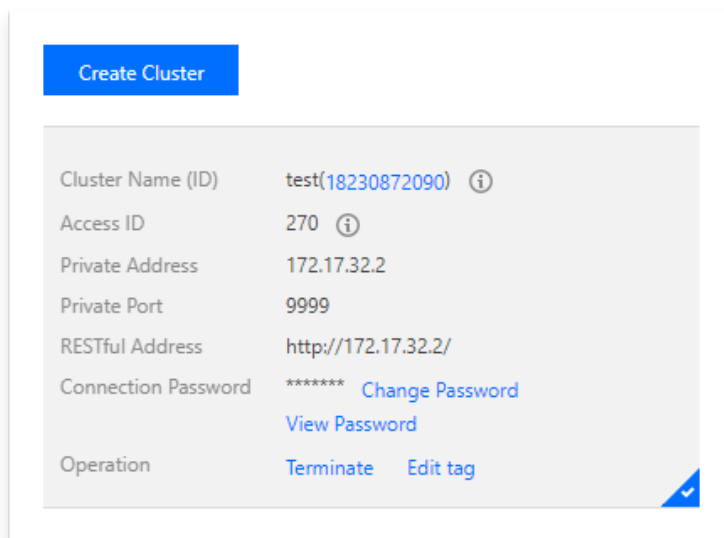 Create Cluster
Cluster Name (ID) test(18230872090)
Access ID 270
Private Address 172.17.32.2
Private Port 9999
RESTful Address http://172.17.32.2/
Connection Password ******* Change Password
View Password
Operation Terminate Edit tag